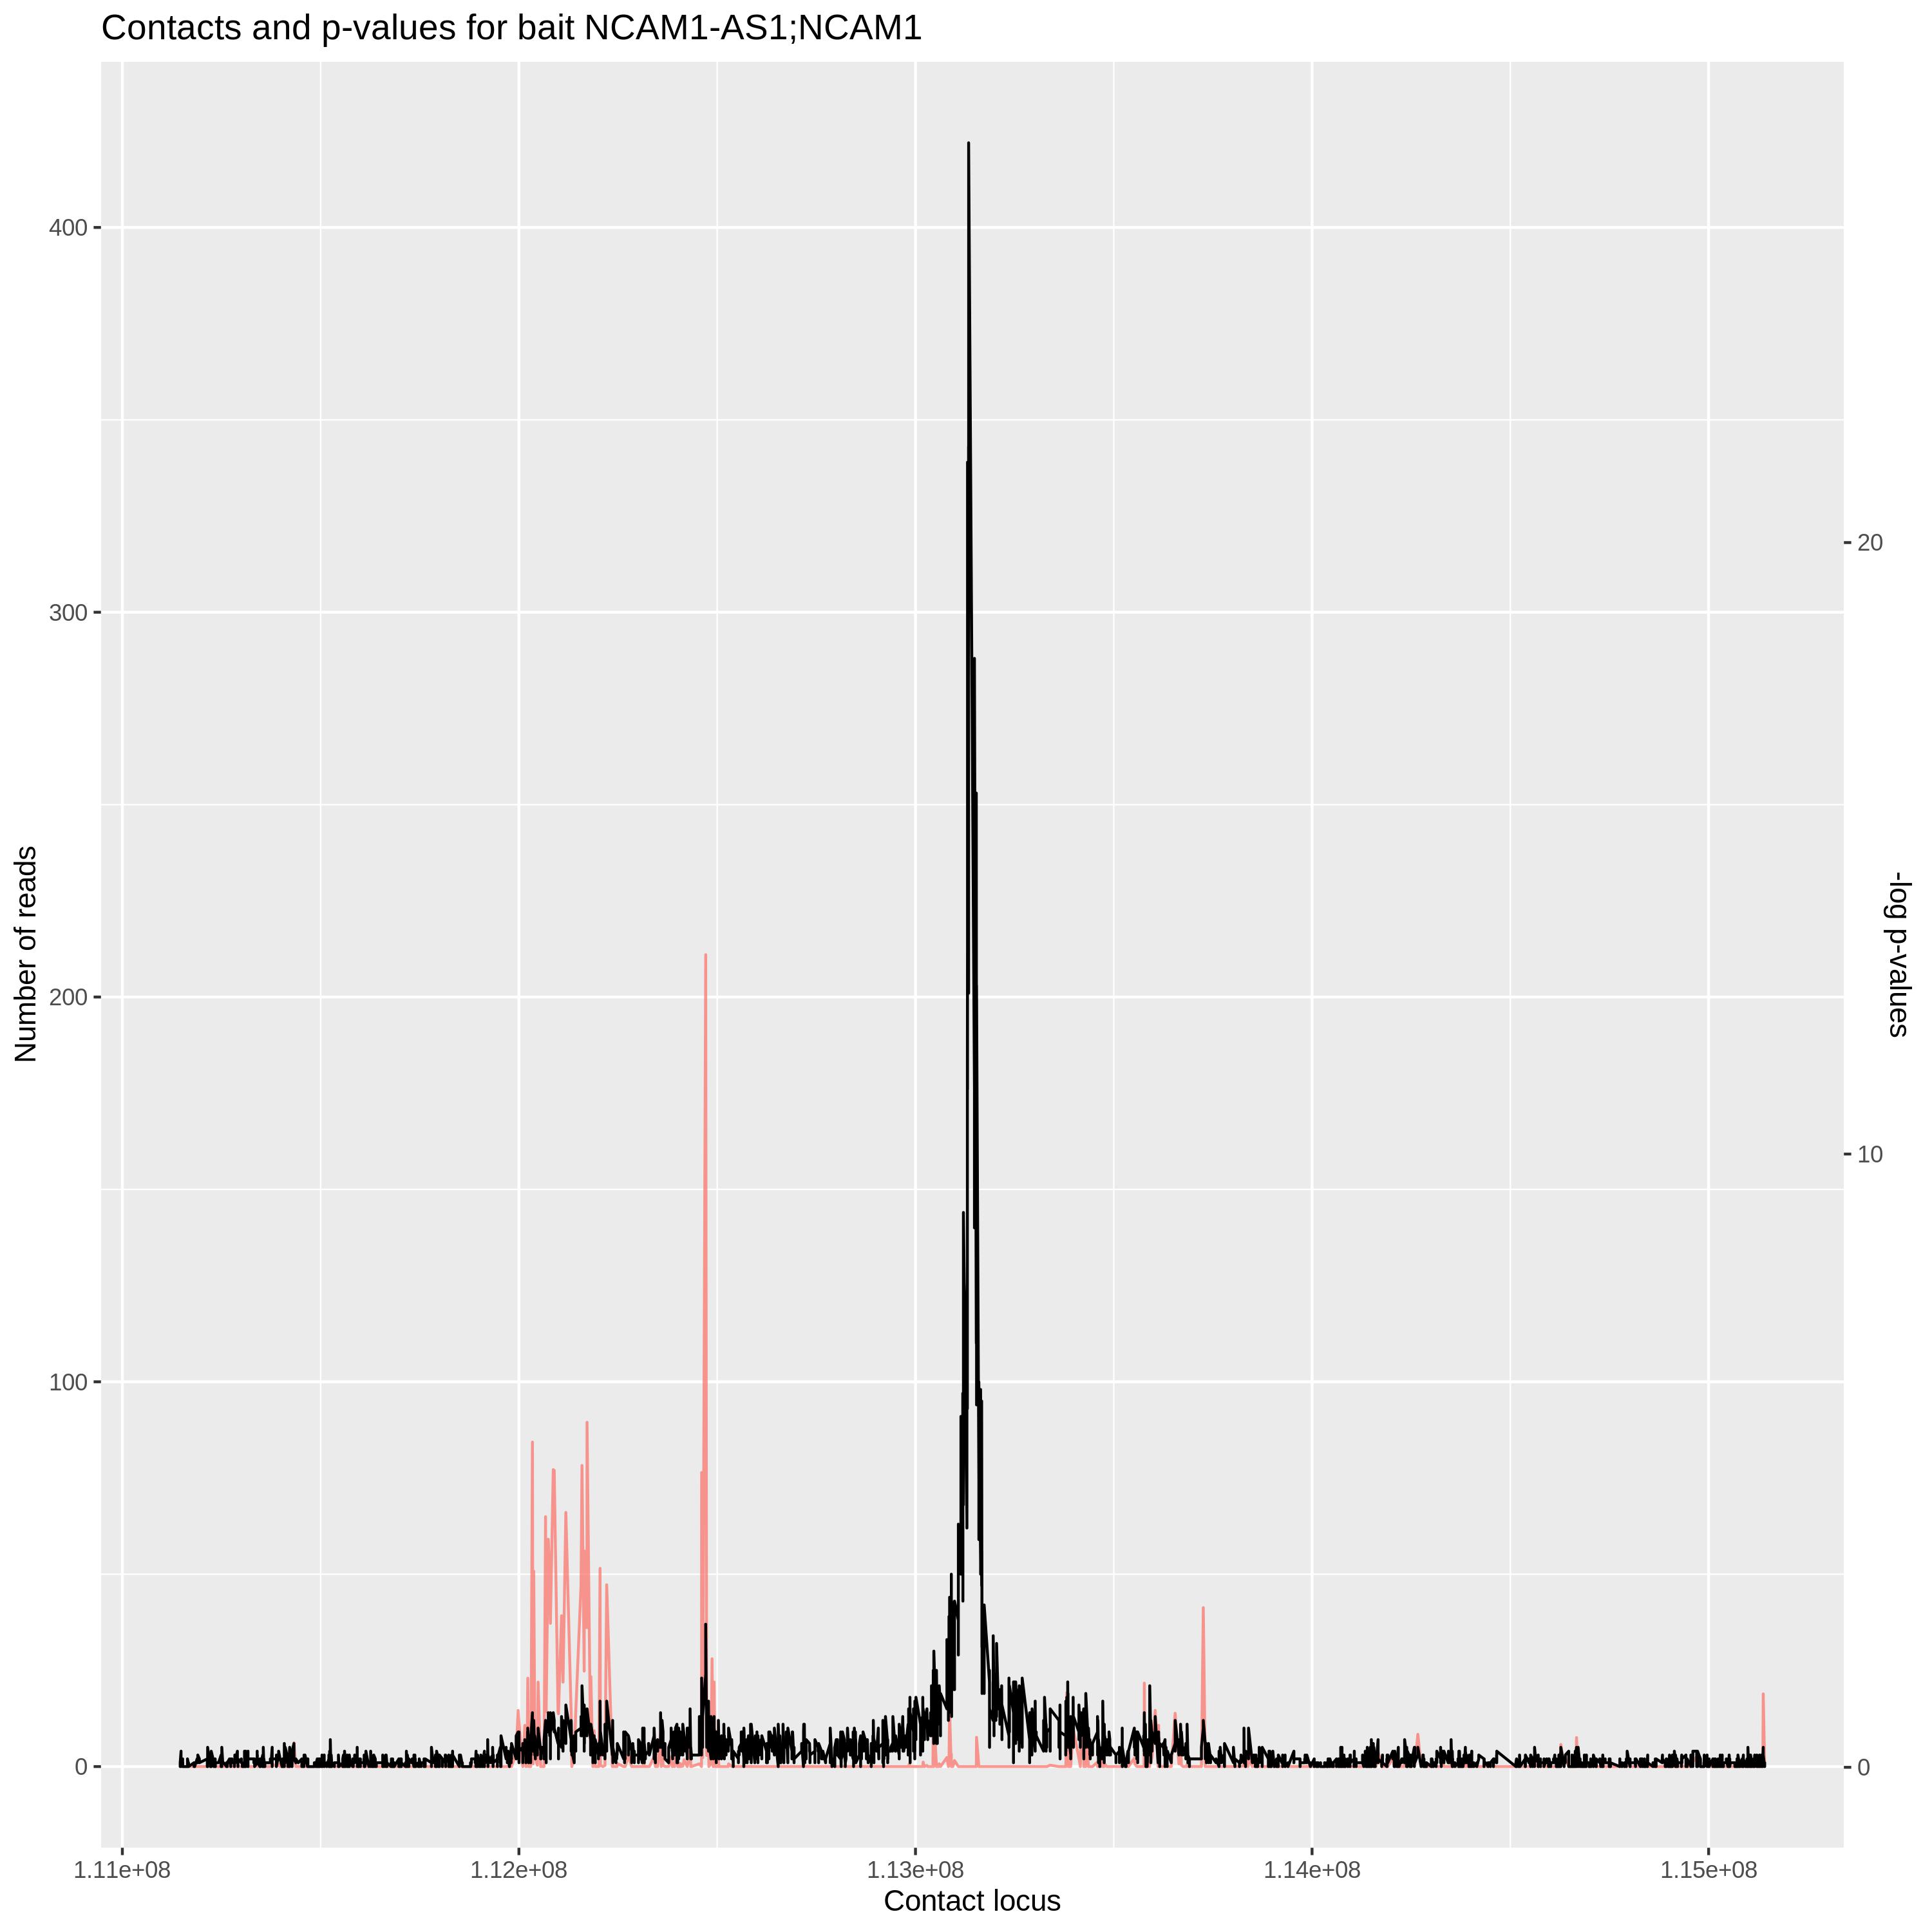 Contacts and p-values for bait NCAM1-AS1;NCAM1
Number of reads
400
300
200
100
0
20
10
0
-log p-values
1.11e+08
1.12e+08
1.13e+08
1.14e+08
1.15e+08
Contact locus